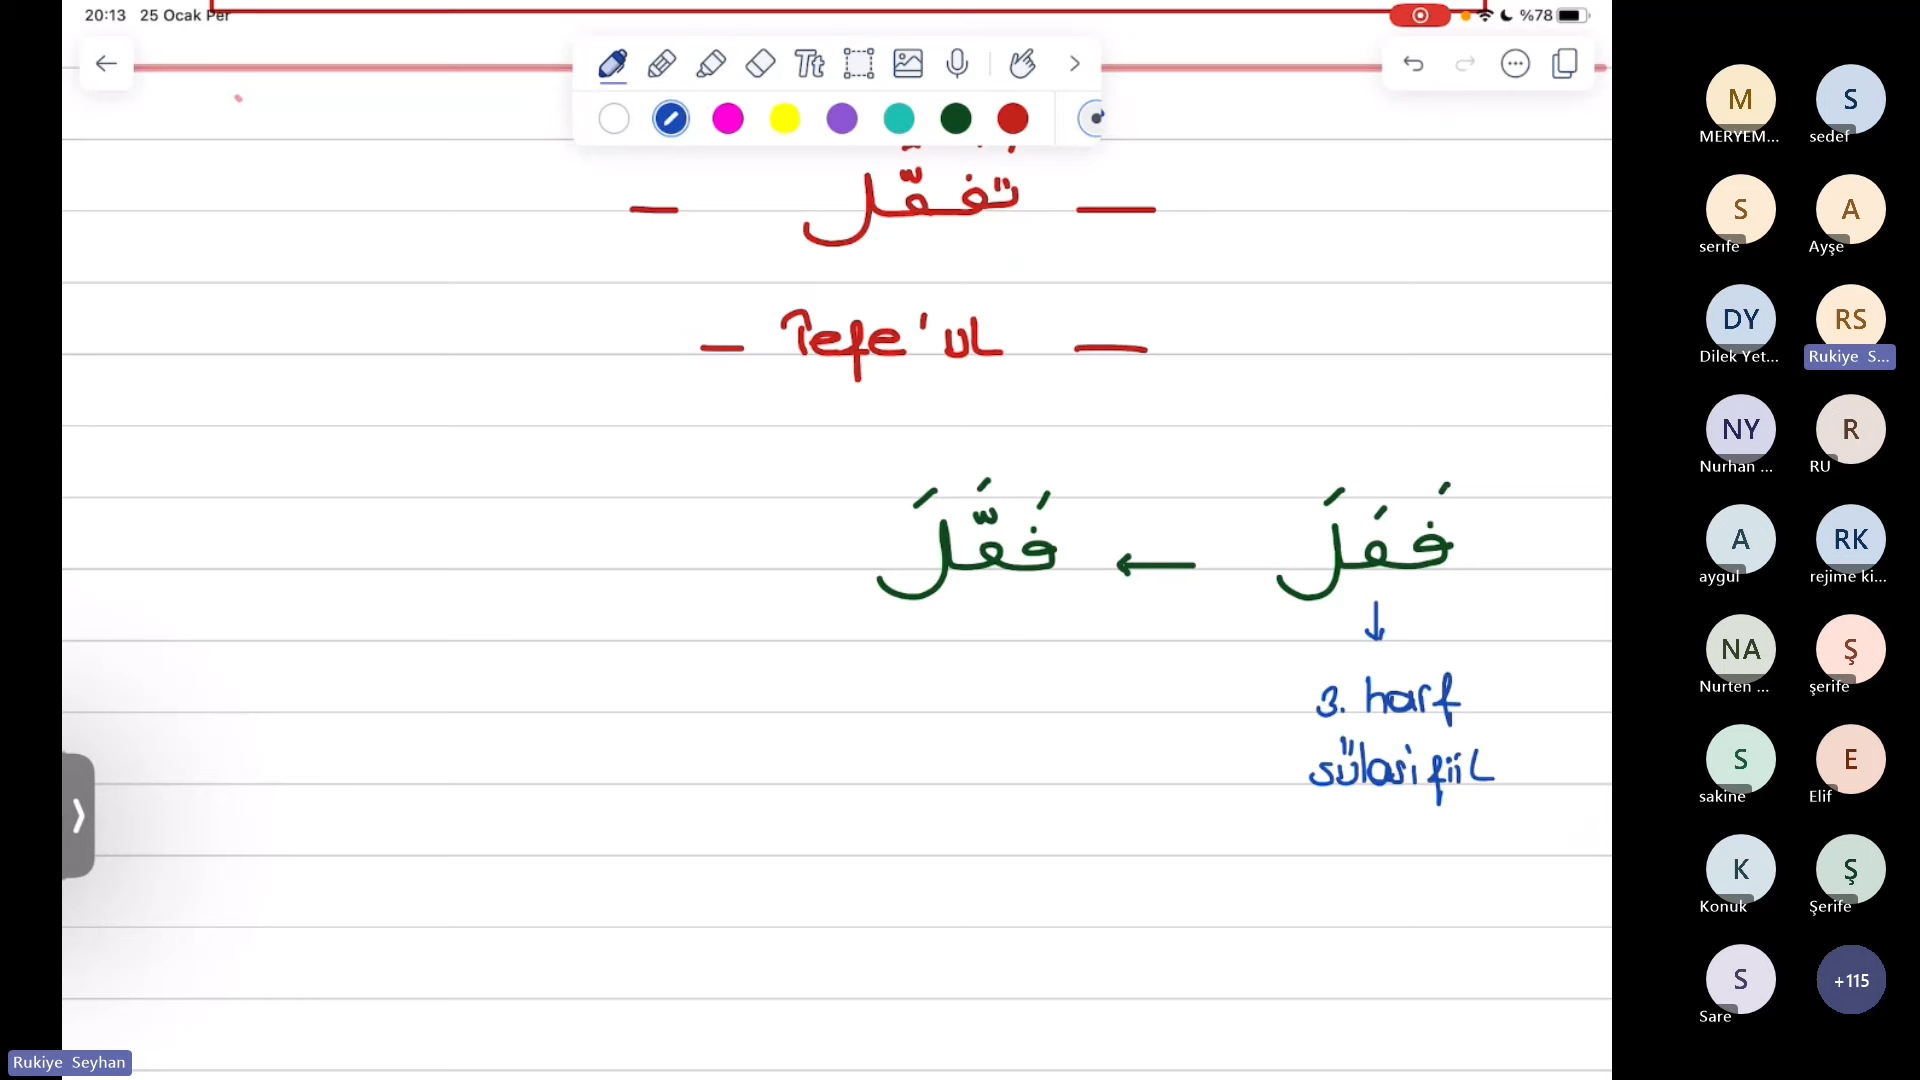 20:13 25 Ocak Per
%78
Tt
— تفعّل —
— Tefe'ul —
فَعَلَ ← فَعَّلَ
↓
3. harf
sülasi fiil
M
MERYEM...
S
sedef
S
serife
A
Ayşe
DY
Dilek Yet...
RS
Rukiye S...
NY
Nurhan ...
R
RU
A
aygul
RK
rejime ki...
NA
Nurten ...
Ş
şerife
S
sakine
E
Elif
K
Konuk
Ş
Şerife
S
Sare
+115
Rukiye Seyhan